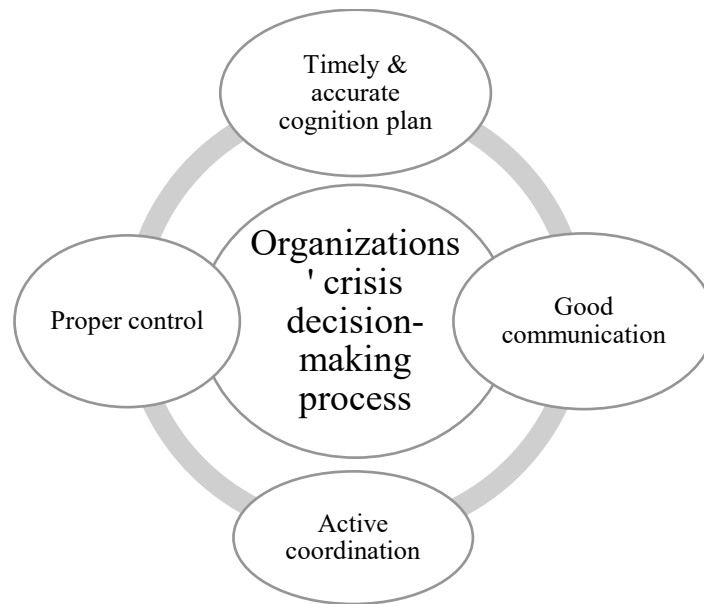 Timely &
accurate
cognition plan
Organizations
' crisis
decision-
making
process
Proper control
Good
communication
Active
coordination